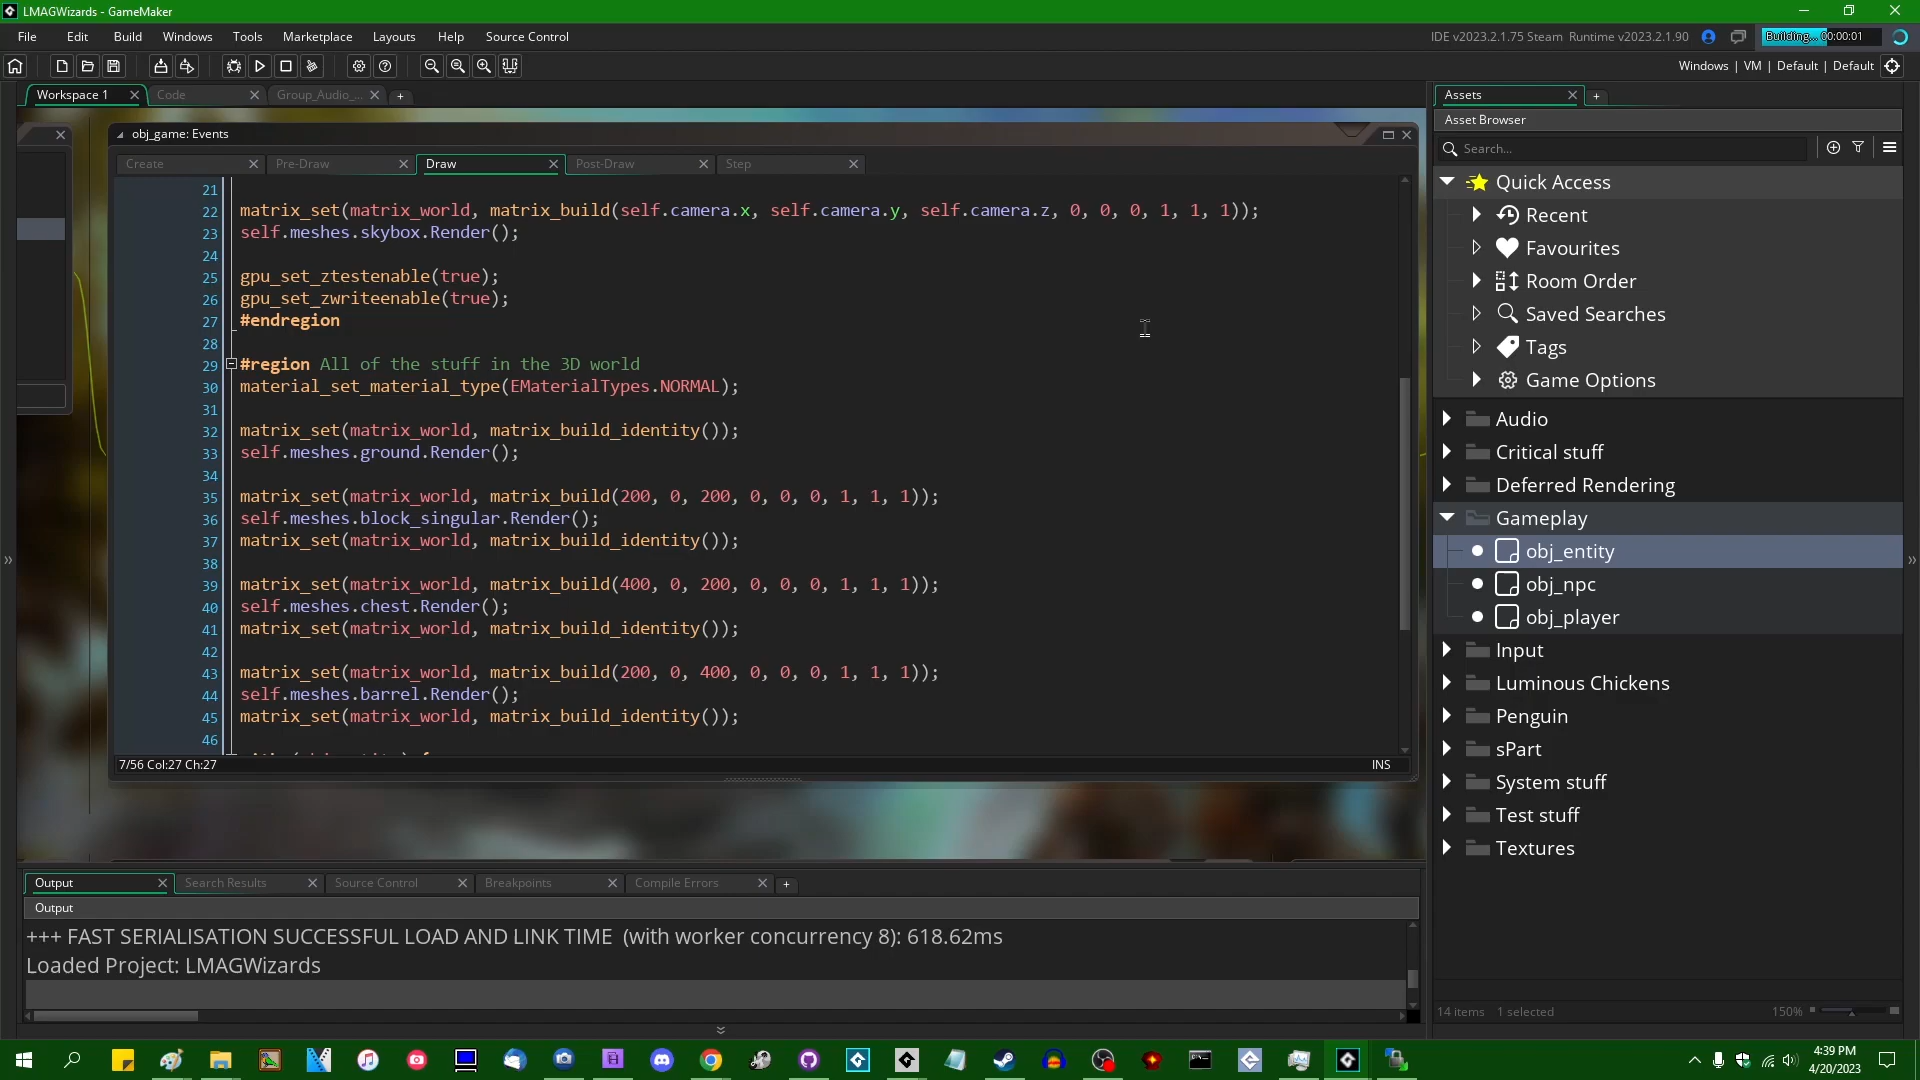 LMAGWizards - GameMaker
File Edit Build Windows Tools Marketplace Layouts Help Source Control
IDE v2023.2.1.75 Steam Runtime v2023.2.1.90
Building... 00:00:01
Windows | VM | Default | Default
Workspace 1 Code Group_Audio_...
obj_game: Events
Create Pre-Draw Draw Post-Draw Step
21
22 matrix_set(matrix_world, matrix_build(self.camera.x, self.camera.y, self.camera.z, 0, 0, 0, 1, 1, 1));
23 self.meshes.skybox.Render();
24
25 gpu_set_ztestenable(true);
26 gpu_set_zwriteenable(true);
27 #endregion
28
29 #region All of the stuff in the 3D world
30 material_set_material_type(EMaterialTypes.NORMAL);
31
32 matrix_set(matrix_world, matrix_build_identity());
33 self.meshes.ground.Render();
34
35 matrix_set(matrix_world, matrix_build(200, 0, 200, 0, 0, 0, 1, 1, 1));
36 self.meshes.block_singular.Render();
37 matrix_set(matrix_world, matrix_build_identity());
38
39 matrix_set(matrix_world, matrix_build(400, 0, 200, 0, 0, 0, 1, 1, 1));
40 self.meshes.chest.Render();
41 matrix_set(matrix_world, matrix_build_identity());
42
43 matrix_set(matrix_world, matrix_build(200, 0, 400, 0, 0, 0, 1, 1, 1));
44 self.meshes.barrel.Render();
45 matrix_set(matrix_world, matrix_build_identity());
46
7/56 Col:27 Ch:27
INS
Output Search Results Source Control Breakpoints Compile Errors
Output
+++ FAST SERIALISATION SUCCESSFUL LOAD AND LINK TIME (with worker concurrency 8): 618.62ms
Loaded Project: LMAGWizards
Assets
Asset Browser
Search...
Quick Access
Recent
Favourites
Room Order
Saved Searches
Tags
Game Options
Audio
Critical stuff
Deferred Rendering
Gameplay
obj_entity
obj_npc
obj_player
Input
Luminous Chickens
Penguin
sPart
System stuff
Test stuff
Textures
14 items 1 selected
150%
4:39 PM
4/20/2023